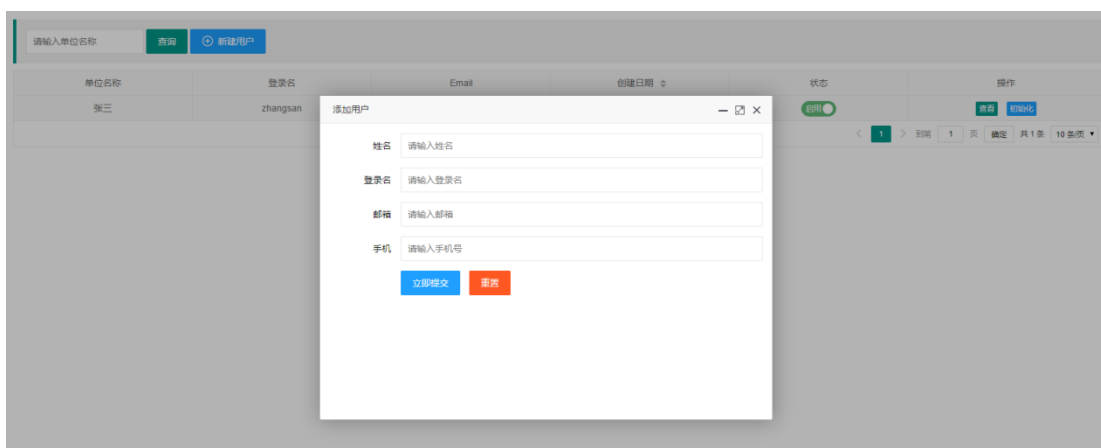 请输入单位名称 查询 新建用户
单位名称 登录名 Email 创建日期 状态 操作
张三 zhangsan 启用 查看 初始化
1 到第 1 页 确定 共1条 10条/页
添加用户
姓名 请输入姓名
登录名 请输入登录名
邮箱 请输入邮箱
手机 请输入手机号
立即提交 重置